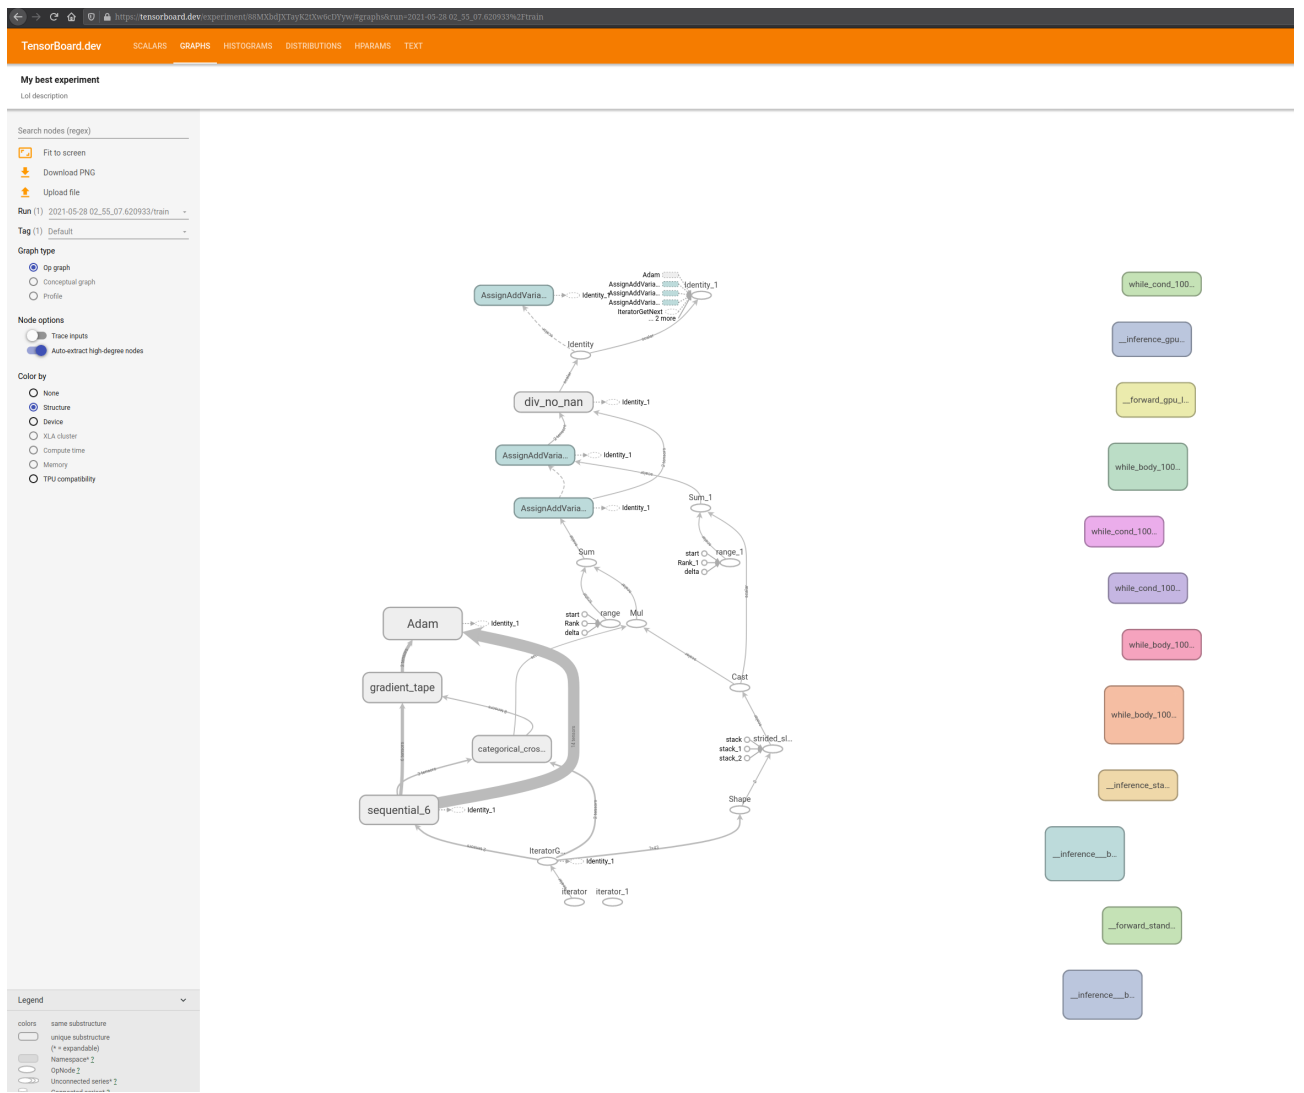 https://tensorboard.dev/experiment/88MXbdJXTayK2tXw6cDYyw/#graphs&run=2021-05-28 02_55_07.620933%2Ftrain
TensorBoard.dev SCALARS GRAPHS HISTOGRAMS DISTRIBUTIONS HPARAMS TEXT
My best experiment
Lol description
Search nodes (regex)
Fit to screen
Download PNG
Upload file
Run (1) 2021-05-28 02_55_07.620933/train
Tag (1) Default
Graph type
Op graph
Conceptual graph
Profile
Node options
Trace inputs
Auto-extract high-degree nodes
Color by
None
Structure
Device
XLA cluster
Compute time
Memory
TPU compatibility
Legend
colors same substructure
unique substructure
(* = expandable)
Namespace* ?
OpNode ?
Unconnected series* ?
Adam
AssignAddVaria...
AssignAddVaria...
AssignAddVaria...
IteratorGetNext
... 2 more
Identity_1
AssignAddVaria...
Identity_1
Identity
div_no_nan
Identity_1
AssignAddVaria...
Identity_1
AssignAddVaria...
Identity_1
Sum_1
start
Rank_1
delta
range_1
Sum
start
Rank
delta
range
Mul
Adam
Identity_1
gradient_tape
Cast
categorical_cros...
stack
stack_1
stack_2
strided_sl...
sequential_6
Identity_1
Shape
IteratorG...
Identity_1
iterator
iterator_1
while_cond_100...
__inference_gpu...
__forward_gpu_l...
while_body_100...
while_cond_100...
while_cond_100...
while_body_100...
while_body_100...
__inference_sta...
__inference___b...
__forward_stand...
__inference___b...